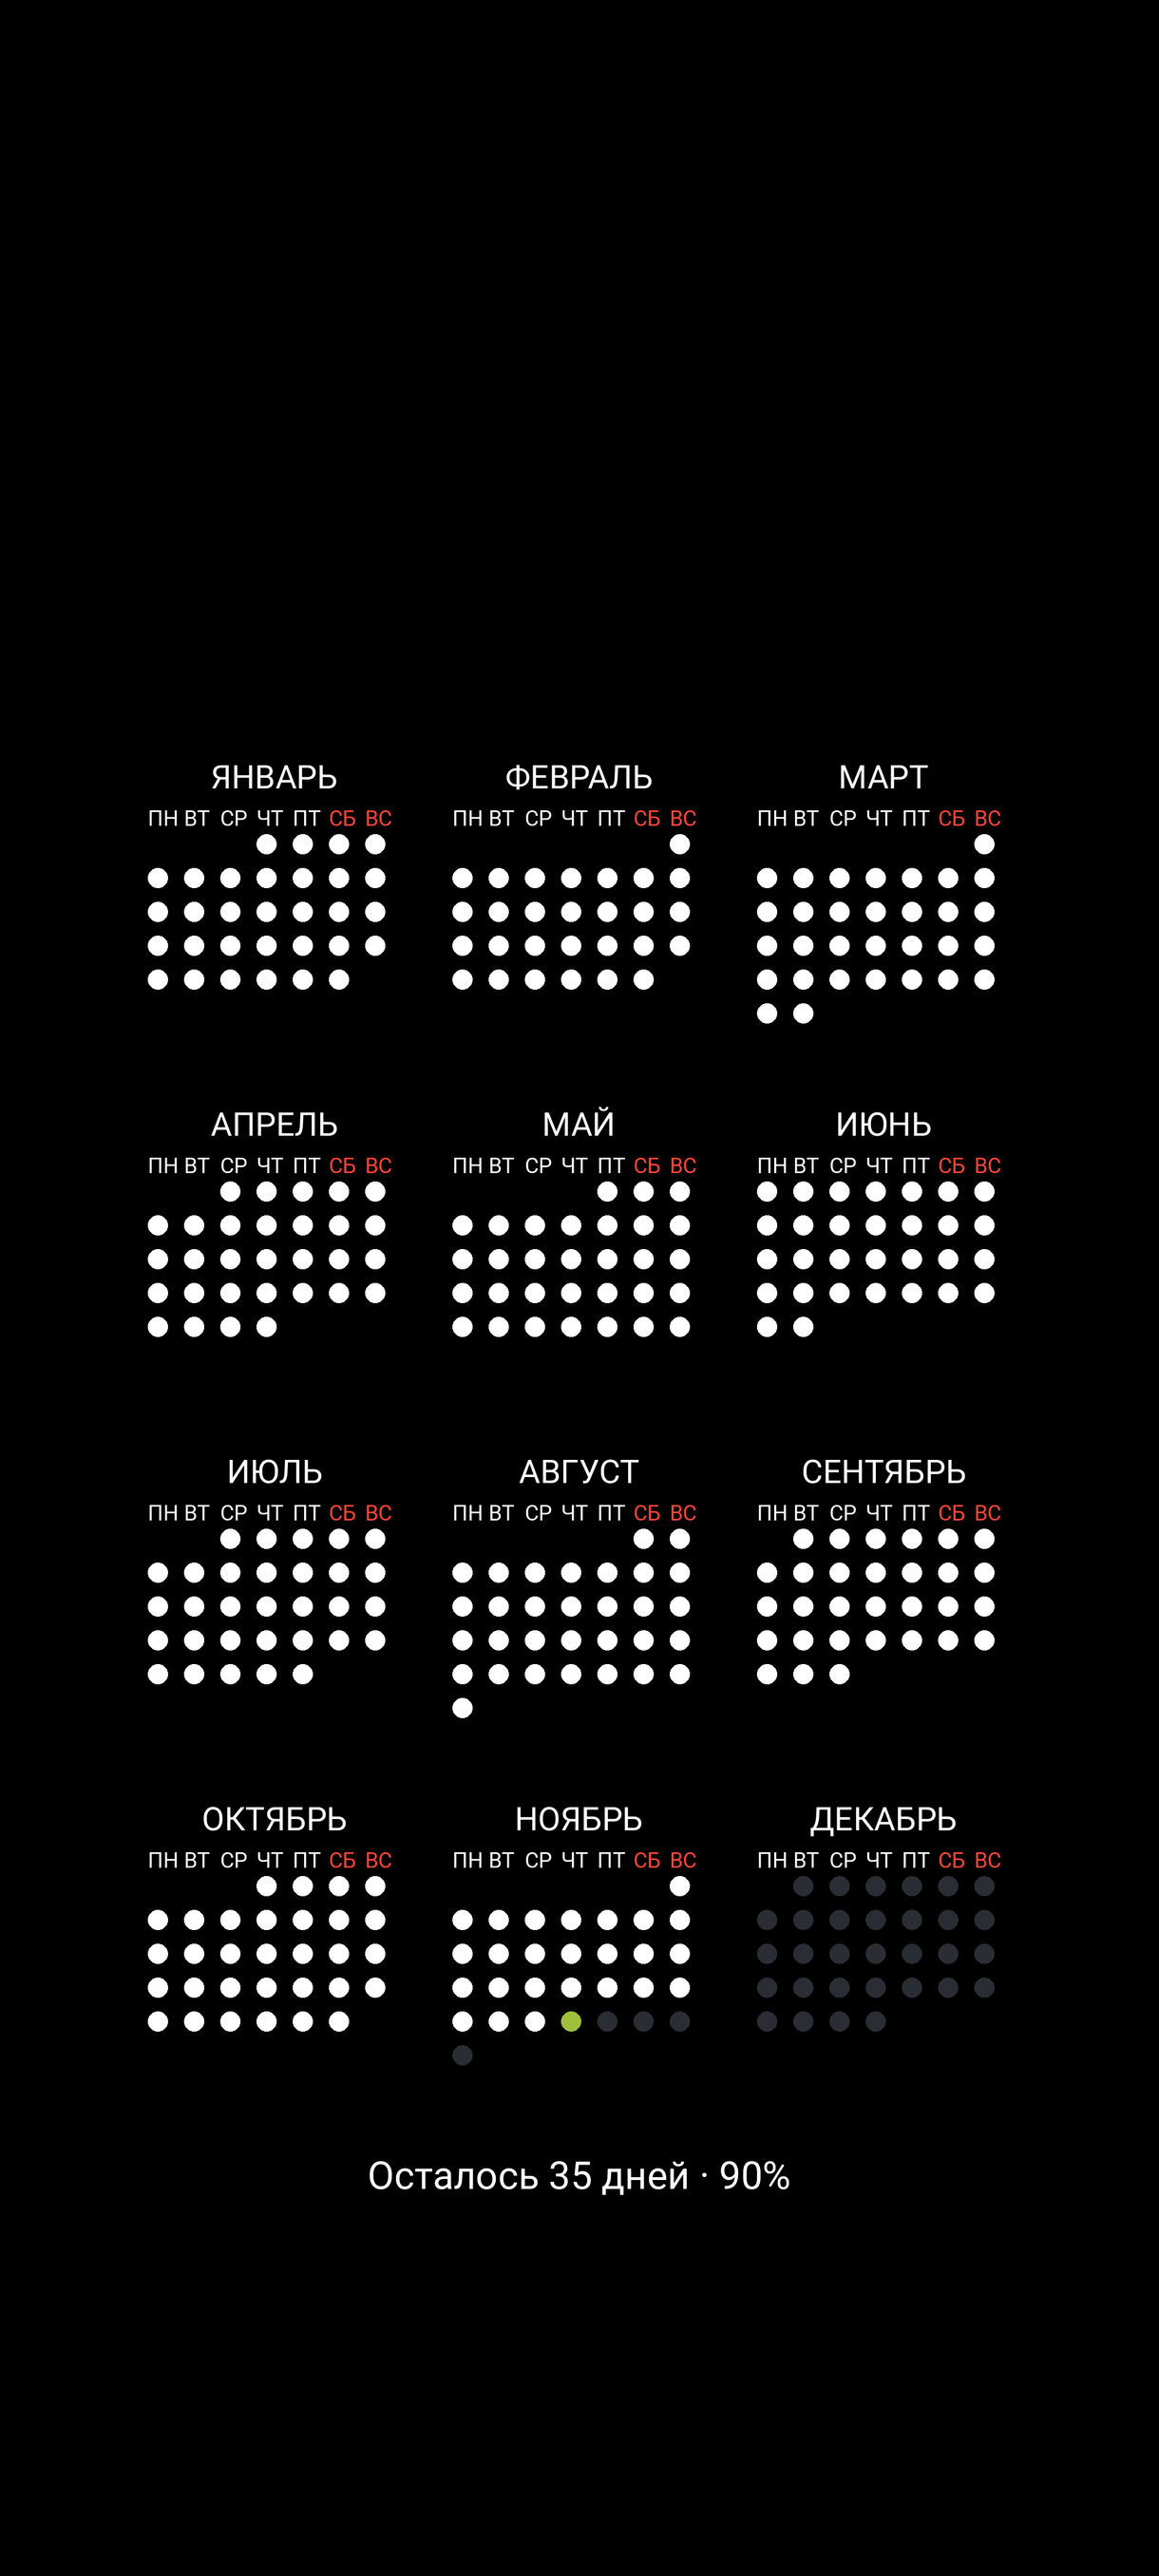 ЯНВАРЬ ФЕВРАЛЬ МАРТ
ПН ВТ СР ЧТ ПТ СБ ВС ПН ВТ СР ЧТ ПТ СБ ВС ПН ВТ СР ЧТ ПТ СБ ВС
АПРЕЛЬ МАЙ ИЮНЬ
ПН ВТ СР ЧТ ПТ СБ ВС ПН ВТ СР ЧТ ПТ СБ ВС ПН ВТ СР ЧТ ПТ СБ ВС
ИЮЛЬ АВГУСТ СЕНТЯБРЬ
ПН ВТ СР ЧТ ПТ СБ ВС ПН ВТ СР ЧТ ПТ СБ ВС ПН ВТ СР ЧТ ПТ СБ ВС
ОКТЯБРЬ НОЯБРЬ ДЕКАБРЬ
ПН ВТ СР ЧТ ПТ СБ ВС ПН ВТ СР ЧТ ПТ СБ ВС ПН ВТ СР ЧТ ПТ СБ ВС
Осталось 35 дней · 90%